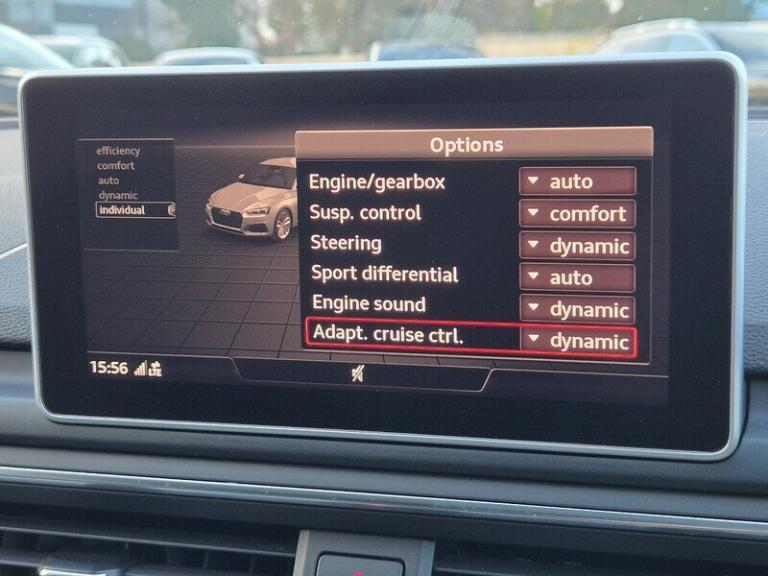 efficiency
comfort
auto
dynamic
individual
Options
Engine/gearbox auto
Susp. control comfort
Steering dynamic
Sport differential auto
Engine sound dynamic
Adapt. cruise ctrl. dynamic
15:56 LTE